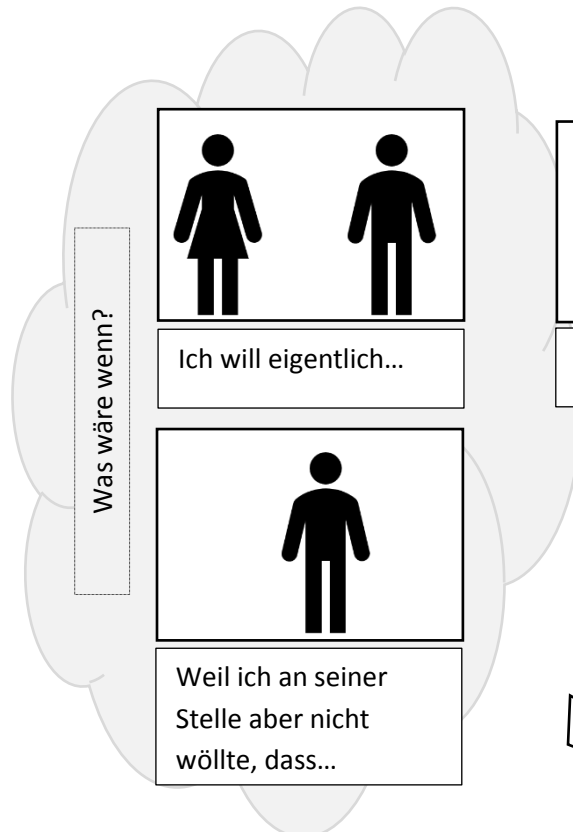 Was wäre wenn?
Ich will eigentlich…
Weil ich an seiner
Stelle aber nicht
wöllte, dass…